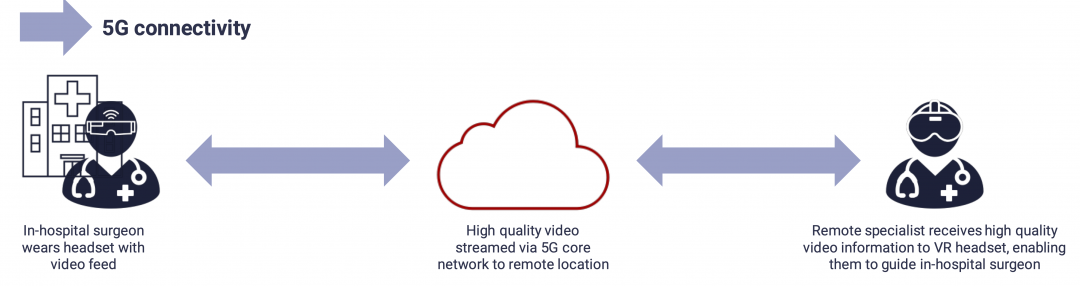 5G connectivity
In-hospital surgeon
wears headset with
video feed
High quality video
streamed via 5G core
network to remote location
Remote specialist receives high quality
video information to VR headset, enabling
them to guide in-hospital surgeon